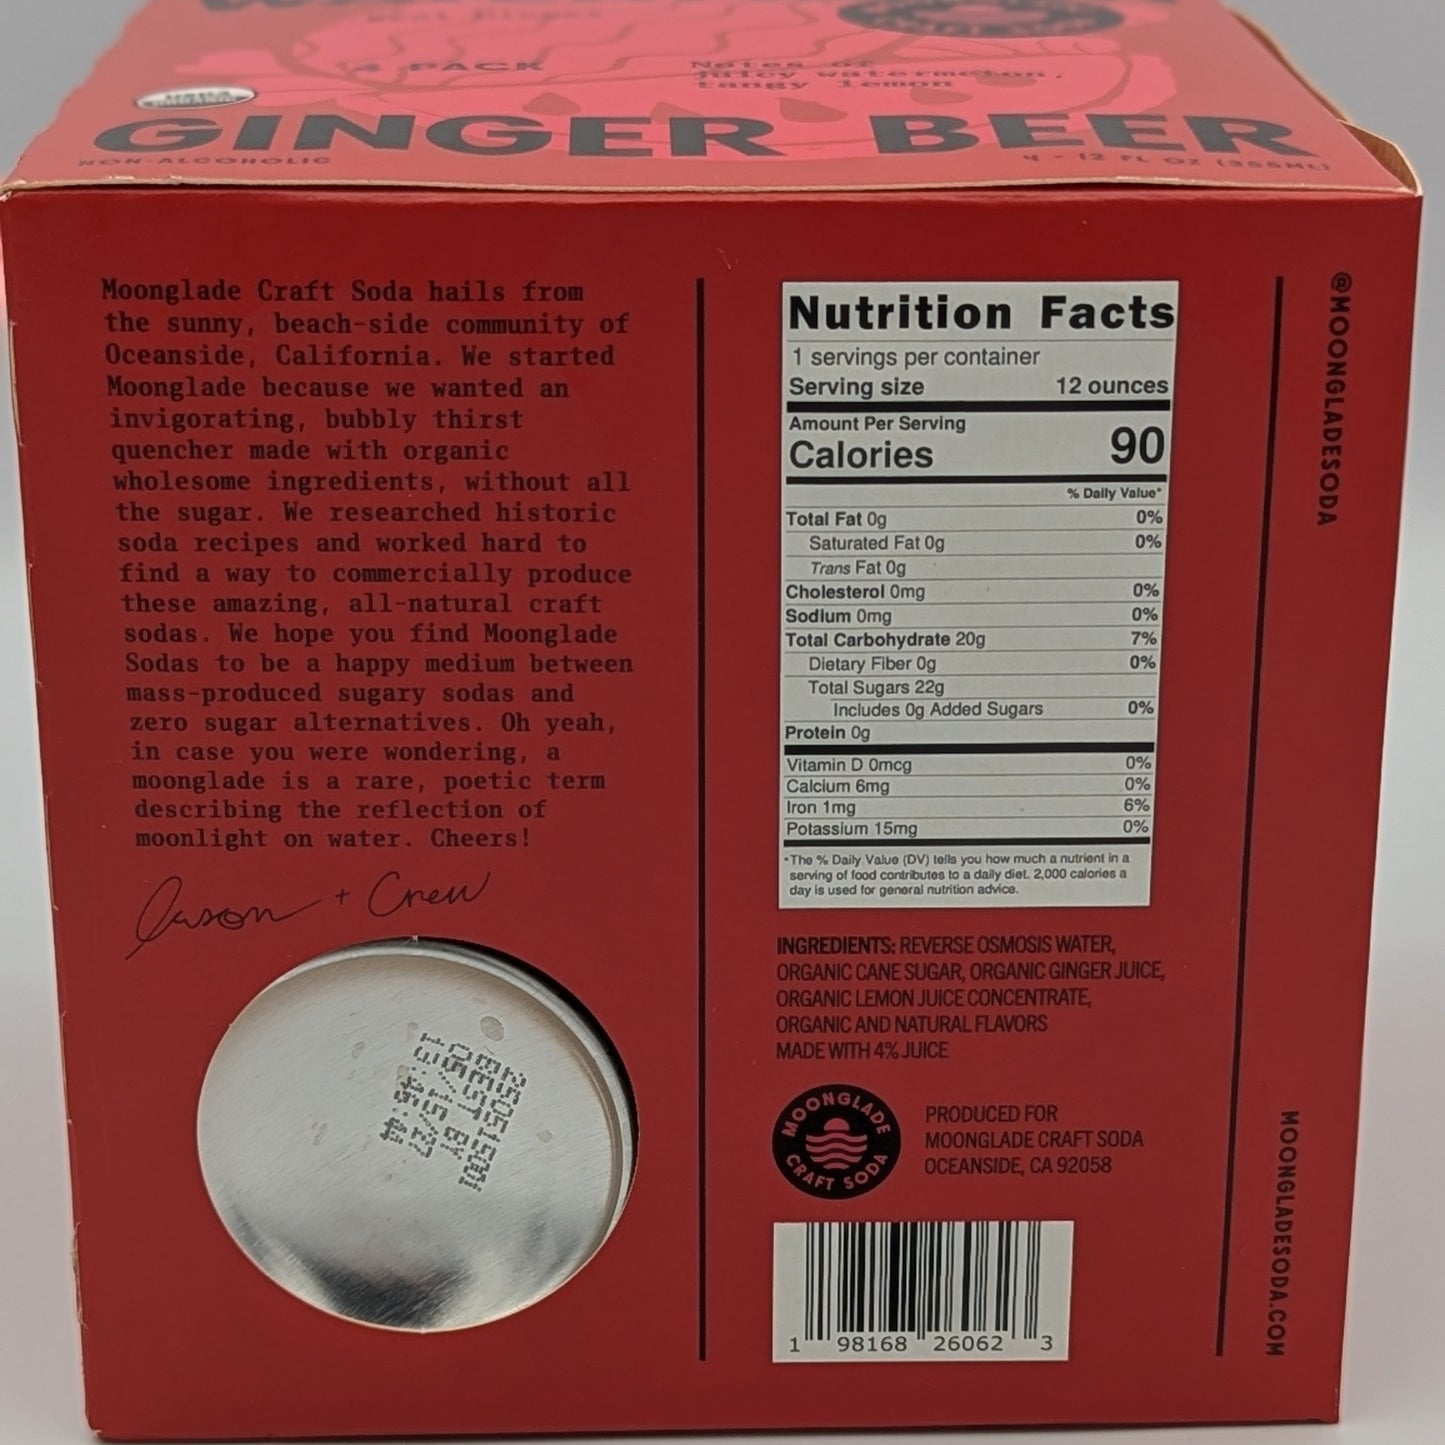 4 PACK
Notes of
juicy watermelon,
tangy lemon
GINGER BEER
NON-ALCOHOLIC
4 - 12 FL OZ (355ML)
Moonglade Craft Soda hails from
the sunny, beach-side community of
Oceanside, California. We started
Moonglade because we wanted an
invigorating, bubbly thirst
quencher made with organic
wholesome ingredients, without all
the sugar. We researched historic
soda recipes and worked hard to
find a way to commercially produce
these amazing, all-natural craft
sodas. We hope you find Moonglade
Sodas to be a happy medium between
mass-produced sugary sodas and
zero sugar alternatives. Oh yeah,
in case you were wondering, a
moonglade is a rare, poetic term
describing the reflection of
moonlight on water. Cheers!
Jason + Crew
BEST BY
Nutrition Facts
1 servings per container
Serving size 12 ounces
Amount Per Serving
Calories 90
% Daily Value*
Total Fat 0g 0%
Saturated Fat 0g 0%
Trans Fat 0g
Cholesterol 0mg 0%
Sodium 0mg 0%
Total Carbohydrate 20g 7%
Dietary Fiber 0g 0%
Total Sugars 22g
Includes 0g Added Sugars 0%
Protein 0g
Vitamin D 0mcg 0%
Calcium 6mg 0%
Iron 1mg 6%
Potassium 15mg 0%
*The % Daily Value (DV) tells you how much a nutrient in a
serving of food contributes to a daily diet. 2,000 calories a
day is used for general nutrition advice.
INGREDIENTS: REVERSE OSMOSIS WATER,
ORGANIC CANE SUGAR, ORGANIC GINGER JUICE,
ORGANIC LEMON JUICE CONCENTRATE,
ORGANIC AND NATURAL FLAVORS
MADE WITH 4% JUICE
MOONGLADE
CRAFT SODA
PRODUCED FOR
MOONGLADE CRAFT SODA
OCEANSIDE, CA 92058
1 98168 26062 3
@MOONGLADESODA
MOONGLADESODA.COM